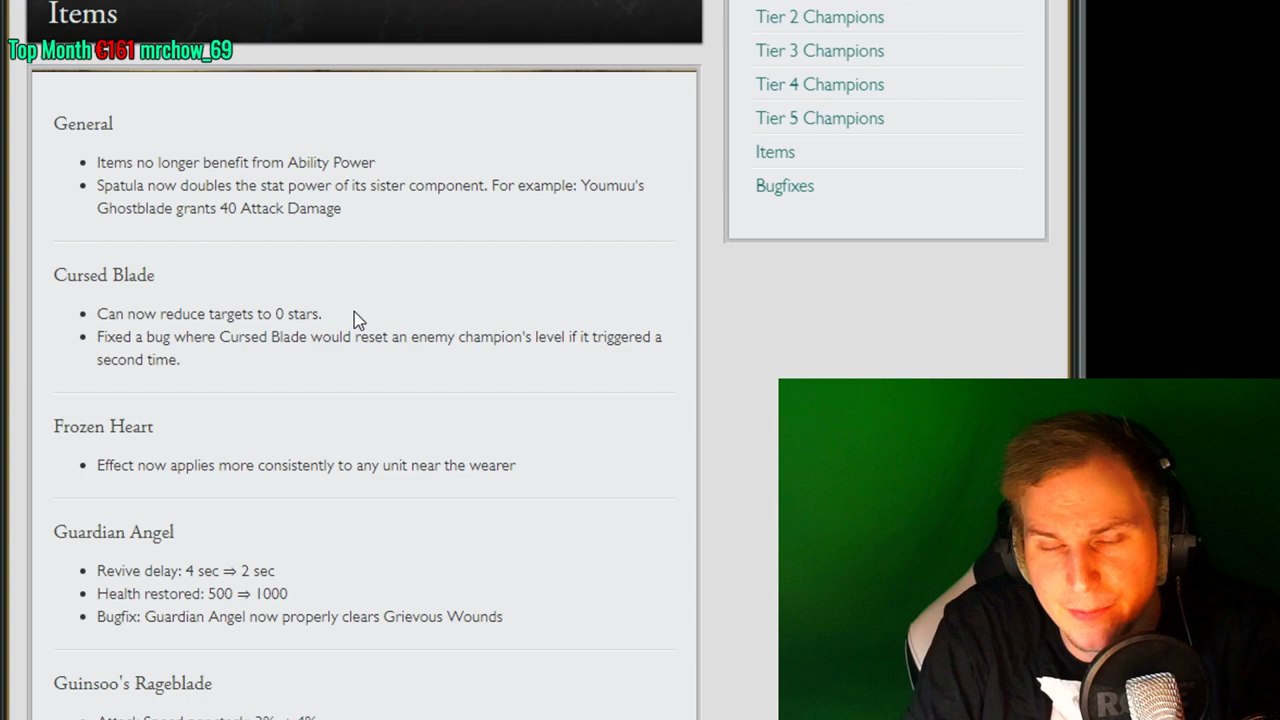 Items
Top Month €161 mrchow_69
General
Items no longer benefit from Ability Power
Spatula now doubles the stat power of its sister component. For example: Youmuu's
Ghostblade grants 40 Attack Damage
Cursed Blade
Can now reduce targets to 0 stars.
Fixed a bug where Cursed Blade would reset an enemy champion's level if it triggered a
second time.
Frozen Heart
Effect now applies more consistently to any unit near the wearer
Guardian Angel
Revive delay: 4 sec ⇒ 2 sec
Health restored: 500 ⇒ 1000
Bugfix: Guardian Angel now properly clears Grievous Wounds
Guinsoo's Rageblade
Tier 2 Champions
Tier 3 Champions
Tier 4 Champions
Tier 5 Champions
Items
Bugfixes